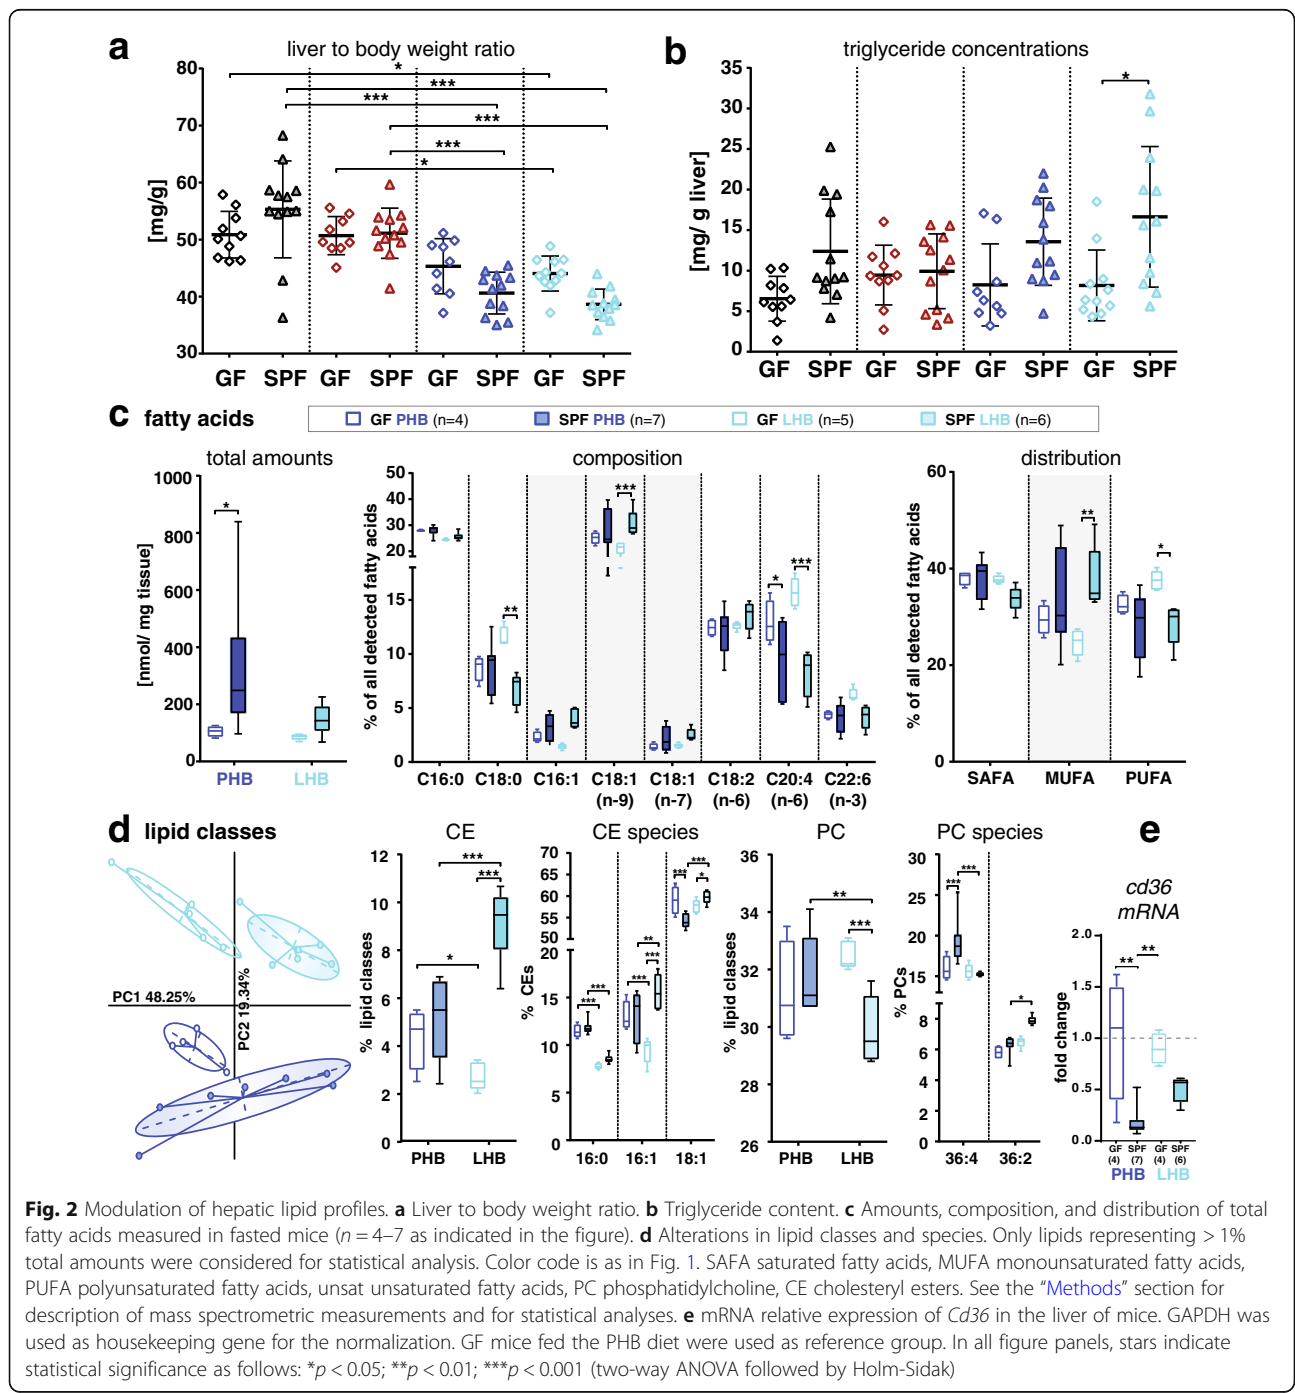 a
liver to body weight ratio
80
70
60
50
40
30
[mg/g]
*
***
***
***
***
*
GF SPF GF SPF GF SPF GF SPF
b
triglyceride concentrations
35
30
25
20
15
10
5
0
[mg/ g liver]
*
GF SPF GF SPF GF SPF GF SPF
c fatty acids
GF PHB (n=4) SPF PHB (n=7) GF LHB (n=5) SPF LHB (n=6)
total amounts
1000
800
600
400
200
0
[nmol/ mg tissue]
*
PHB LHB
composition
50
40
30
20
15
10
5
0
% of all detected fatty acids
**
***
*
***
C16:0 C18:0 C16:1 C18:1 C18:1 C18:2 C20:4 C22:6
(n-9) (n-7) (n-6) (n-6) (n-3)
distribution
60
40
20
% of all detected fatty acids
**
*
SAFA MUFA PUFA
d lipid classes
PC1 48.25%
PC2 19.34%
CE
12
10
8
6
4
2
0
% lipid classes
***
***
*
PHB LHB
CE species
70
65
60
55
50
20
15
10
5
0
% CEs
***
***
***
**
***
***
***
*
16:0 16:1 18:1
PC
36
34
32
30
28
26
% lipid classes
**
***
PHB LHB
PC species
30
25
20
15
8
6
4
2
0
% PCs
***
***
*
36:4 36:2
e
cd36
mRNA
2.0
1.5
1.0
0.5
0.0
fold change
**
**
GF SPF GF SPF
(4) (7) (4) (6)
PHB LHB
Fig. 2 Modulation of hepatic lipid profiles. a Liver to body weight ratio. b Triglyceride content. c Amounts, composition, and distribution of total
fatty acids measured in fasted mice (n = 4–7 as indicated in the figure). d Alterations in lipid classes and species. Only lipids representing > 1%
total amounts were considered for statistical analysis. Color code is as in Fig. 1. SAFA saturated fatty acids, MUFA monounsaturated fatty acids,
PUFA polyunsaturated fatty acids, unsat unsaturated fatty acids, PC phosphatidylcholine, CE cholesteryl esters. See the “Methods” section for
description of mass spectrometric measurements and for statistical analyses. e mRNA relative expression of Cd36 in the liver of mice. GAPDH was
used as housekeeping gene for the normalization. GF mice fed the PHB diet were used as reference group. In all figure panels, stars indicate
statistical significance as follows: *p < 0.05; **p < 0.01; ***p < 0.001 (two-way ANOVA followed by Holm-Sidak)